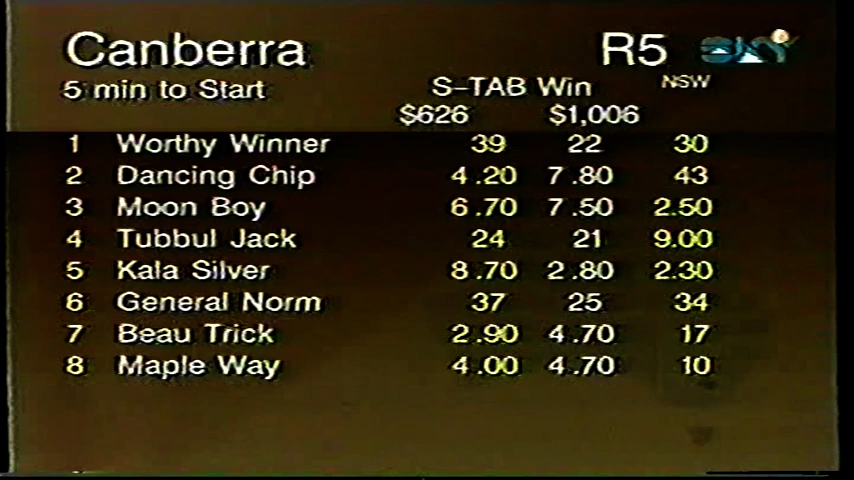 Canberra R5 SKY
5 min to Start S-TAB Win NSW
$626 $1,006
1 Worthy Winner 39 22 30
2 Dancing Chip 4.20 7.80 43
3 Moon Boy 6.70 7.50 2.50
4 Tubbul Jack 24 21 9.00
5 Kala Silver 8.70 2.80 2.30
6 General Norm 37 25 34
7 Beau Trick 2.90 4.70 17
8 Maple Way 4.00 4.70 10